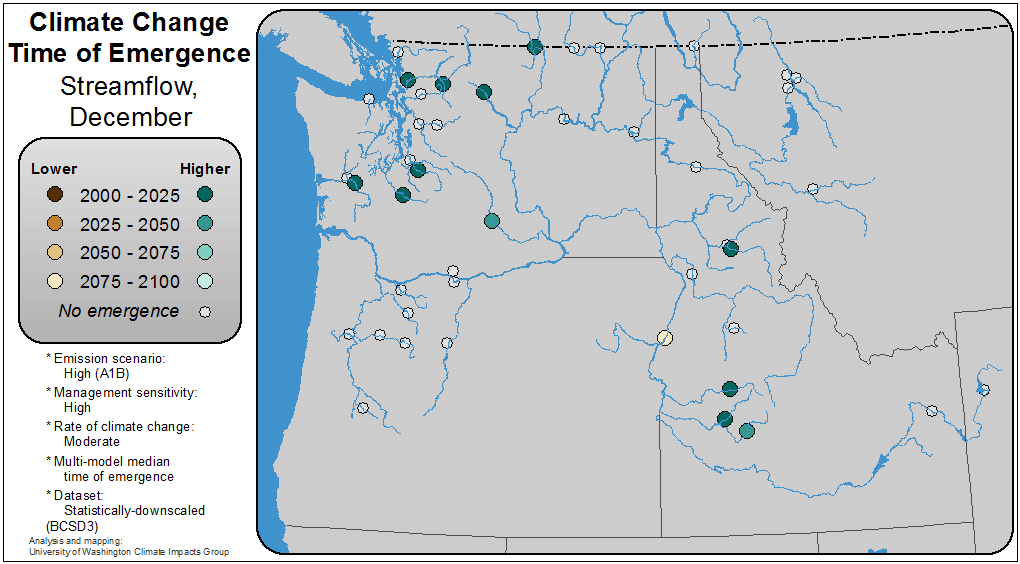 Climate Change
Time of Emergence
Streamflow,
December
Lower Higher
2000 - 2025
2025 - 2050
2050 - 2075
2075 - 2100
No emergence
* Emission scenario:
High (A1B)
* Management sensitivity:
High
* Rate of climate change:
Moderate
* Multi-model median
time of emergence
* Dataset:
Statistically-downscaled
(BCSD3)
Analysis and mapping:
University of Washington Climate Impacts Group